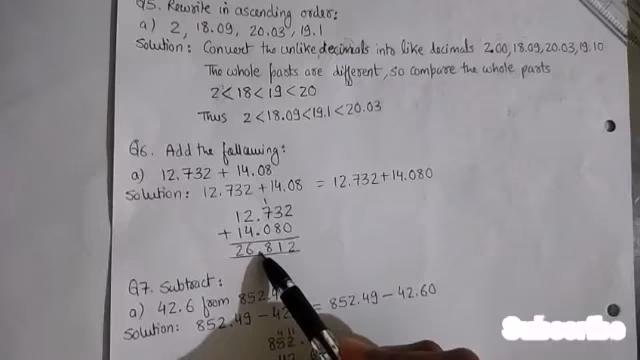 Q5. Rewrite in ascending order:
a) 2, 18.09, 20.03, 19.1
Solution: Convert the unlike decimals into like decimals 2.00, 18.09, 20.03, 19.10
The whole parts are different, so compare the whole parts
2 < 18 < 19 < 20
Thus 2 < 18.09 < 19.1 < 20.03
Q6. Add the following:
a) 12.732 + 14.08
Solution: 12.732 + 14.08 = 12.732 + 14.080
1
12.732
+ 14.080
26.812
Q7. Subtract:
a) 42.6 from 852.4
Solution: 852.49 - 42 = 852.49 - 42.60
852
Subscribe